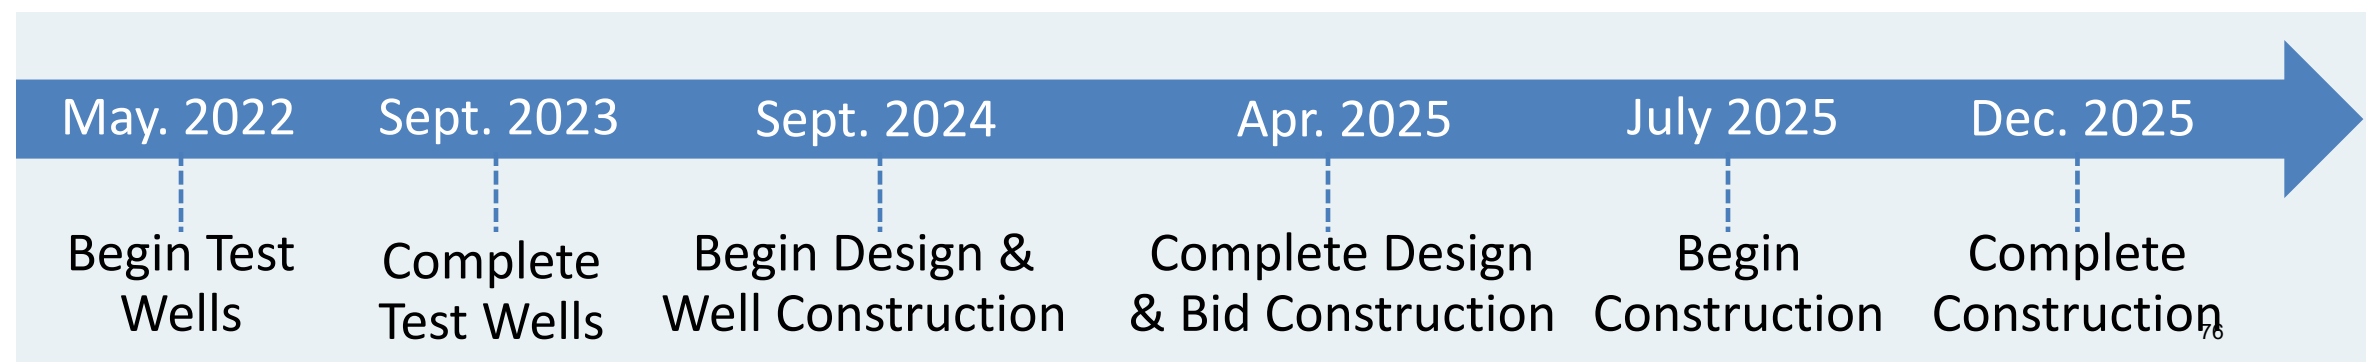 May. 2022
Sept. 2023
Sept. 2024
Apr. 2025
July 2025
Dec. 2025
Begin Test
Wells
Complete
Test Wells
Begin Design &
Well Construction
Complete Design
& Bid Construction
Begin
Construction
Complete
Construction
76